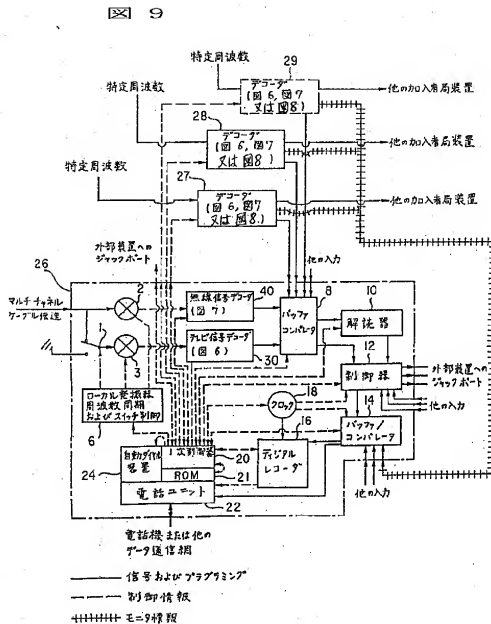 図 9
特定周波数
29
デコーダ
(図6, 図7
又は図8)
他の加入者局装置
特定周波数
28
デコーダ
(図6, 図7
又は図8)
他の加入者局装置
特定周波数
27
デコーダ
(図6, 図7
又は図8)
他の加入者局装置
外部装置への
ジャックポート
他の入力
26
マルチチャネル
ケーブル伝送
2
1
3
無線信号デコーダ
(図7)
40
テレビ信号デコーダ
(図6)
30
8
バッファ
コンパレータ
10
解読器
12
制御器
外部装置への
ジャックポート
他の入力
ローカル発振器
周波数同期
およびスイッチ制御
6
クロック
18
14
バッファ/
コンパレータ
16
ディジタル
レコーダ
自動ダイヤル
装置
24
1次制御器
20
ROM
21
電話ユニット
22
他の入力
電話機または他の
データ通信網
信号およびプラグラミング
制御情報
モニタ情報